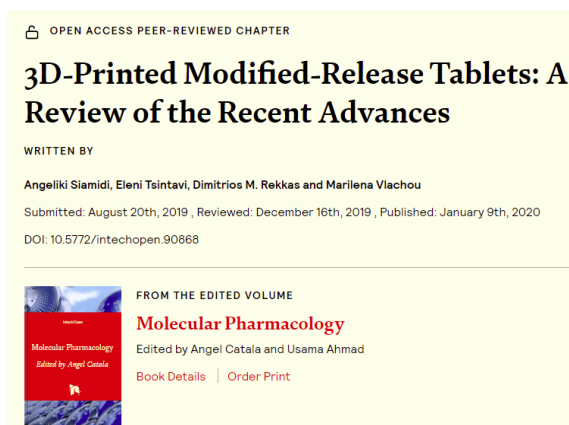 OPEN ACCESS PEER-REVIEWED CHAPTER
3D-Printed Modified-Release Tablets: A
Review of the Recent Advances
WRITTEN BY
Angeliki Siamidi, Eleni Tsintavi, Dimitrios M. Rekkas and Marilena Vlachou
Submitted: August 20th, 2019 , Reviewed: December 16th, 2019 , Published: January 9th, 2020
DOI: 10.5772/intechopen.90868
FROM THE EDITED VOLUME
Molecular Pharmacology
Edited by Angel Catala and Usama Ahmad
Book Details
Order Print
IntechOpen
Molecular Pharmacology
Edited by Angel Catala